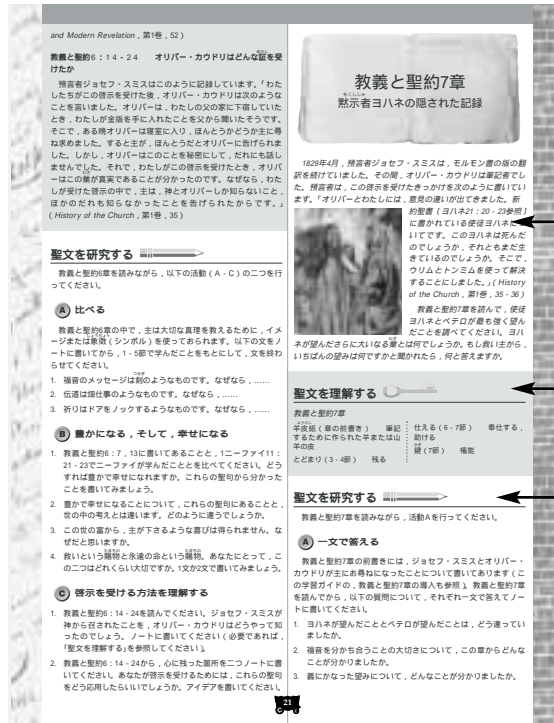 and Modern Revelation，第1巻，52）
教義と聖約6：14‐24　オリバー・カウドリはどんな証を受
けたか
預言者ジョセフ・スミスはこのように記録しています。「わた
したちがこの啓示を受けた後，オリバー・カウドリは次のような
ことを言いました。オリバーは，わたしの父の家に下宿していた
とき，わたしが金版を手に入れたことを父から聞いたそうです。
そこで，ある晩オリバーは寝室に入り，ほんとうかどうか主に尋
ね求めました。すると主が，ほんとうだとオリバーに告げられま
した。しかし，オリバーはこのことを秘密にして，だれにも話し
ませんでした。それで，わたしがこの啓示を受けたとき，オリバ
ーはこの業が真実であることが分かったのです。なぜなら，わた
しが受けた啓示の中で，主は，神とオリバーしか知らないこと，
ほかのだれも知らなかったことを告げられたからです。」
（History of the Church，第1巻，35）
聖文を研究する
教義と聖約6章を読みながら，以下の活動（A‐C）の二つを行
ってください。
A 比べる
教義と聖約6章の中で，主は大切な真理を教えるために，イメ
ージまたは象徴（シンボル）を使っておられます。以下の文をノ
ートに書いてから，1‐5節で学んだことをもとにして，文を終わ
らせてください。
1. 福音のメッセージは剣のようなものです。なぜなら，……
2. 伝道は畑仕事のようなものです。なぜなら，……
3. 祈りはドアをノックするようなものです。なぜなら，……
B 豊かになる，そして，幸せになる
1. 教義と聖約6：7，13に書いてあることと，1ニーファイ11：
21‐23でニーファイが学んだこととを比べてください。どう
すれば豊かで幸せになれますか。これらの聖句から分かった
ことを書いてみましょう。
2. 豊かで幸せになることについて，これらの聖句にあることと，
世の中の考えとは違います。どのように違うでしょうか。
3. この世の富から，主が下さるような喜びは得られません。な
ぜだと思いますか。
4. 救いという賜物と永遠の命という賜物。あなたにとって，こ
の二つはどれくらい大切ですか。1文か2文で書いてみましょう。
C 啓示を受ける方法を理解する
1. 教義と聖約6：14‐24を読んでください。ジョセフ・スミスが
神から召されたことを，オリバー・カウドリはどうやって知
ったのでしょう。ノートに書いてください（必要であれば，
「聖文を理解する」を参照してください）。
2. 教義と聖約6：14‐24から，心に残った箇所を二つノートに書
いてください。あなたが啓示を受けるためには，これらの聖句
をどう応用したらいいでしょうか。アイデアを書いてください。
教義と聖約7章
黙示者ヨハネの隠された記録
1829年4月，預言者ジョセフ・スミスは，モルモン書の版の翻
訳を続けていました。その間，オリバー・カウドリは筆記者でし
た。預言者は，この啓示を受けたきっかけを次のように書いてい
ます。「オリバーとわたしには，意見の違いが出てきました。新
約聖書［ヨハネ21：20‐23参照］
に書かれている使徒ヨハネにつ
いてです。このヨハネは死んだ
のでしょうか，それともまだ生
きているのでしょうか。そこで，
ウリムとトンミムを使って解決
することにしました。」（History
of the Church，第1巻，35‐36）
教義と聖約7章を読んで，使徒
ヨハネとペテロが最も強く望ん
だことを調べてください。ヨハ
ネが望んださらに大いなる業とは何でしょうか。もし救い主から，
いちばんの望みは何ですかと聞かれたら，何と答えますか。
聖文を理解する
教義と聖約7章
羊皮紙（章の前書き）　筆記
するために作られた羊または山
羊の皮
とどまり（3‐4節）　残る
仕える（6‐7節）　奉仕する，
助ける
鍵（7節）　権能
聖文を研究する
教義と聖約7章を読みながら，活動Aを行ってください。
A 一文で答える
教義と聖約7章の前書きには，ジョセフ・スミスとオリバー・
カウドリが主にお尋ねになったことについて書いてあります（こ
の学習ガイドの，教義と聖約7章の導入も参照）。教義と聖約7章
を読んでから，以下の質問について，それぞれ一文で答えてノー
トに書いてください。
1. ヨハネが望んだこととペテロが望んだことは，どう違ってい
ましたか。
2. 福音を分かち合うことの大切さについて，この章からどんな
ことが分かりましたか。
3. 義にかなった望みについて，どんなことが分かりましたか。
21